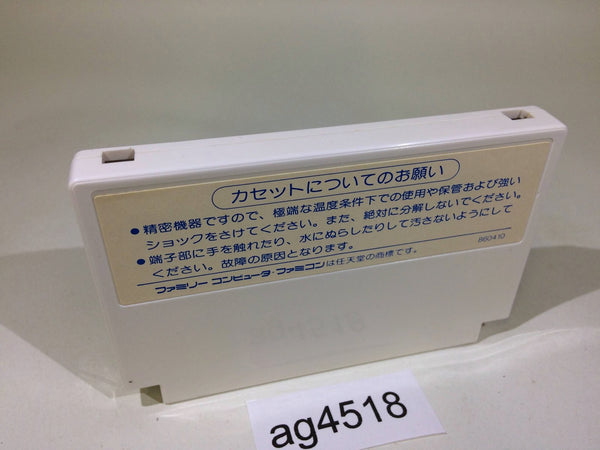 カセットについてのお願い
●精密機器ですので、極端な温度条件下での使用や保管および強い
ショックをさけてください。また、絶対に分解しないでください。
●端子部に手を触れたり、水にぬらしたりして汚さないようにして
ください。故障の原因となります。
860410
ファミリー コンピュータ・ファミコンは任天堂の商標です。
ag4518